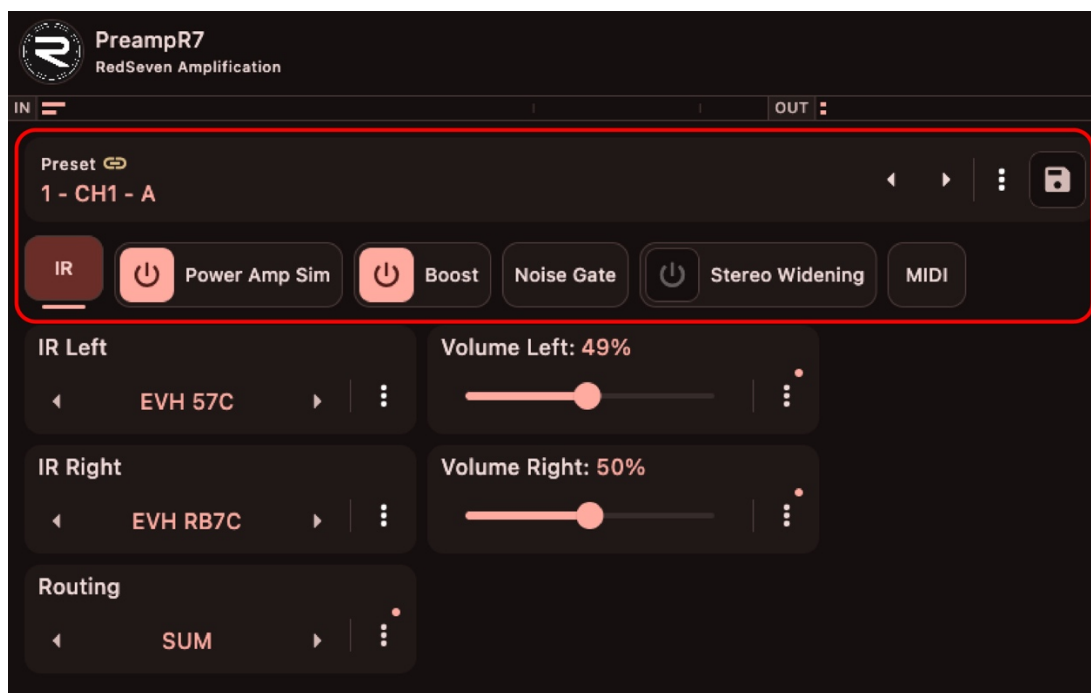 PreampR7
RedSeven Amplification
IN
OUT
Preset
1 - CH1 - A
IR
Power Amp Sim
Boost
Noise Gate
Stereo Widening
MIDI
IR Left
EVH 57C
Volume Left: 49%
IR Right
EVH RB7C
Volume Right: 50%
Routing
SUM